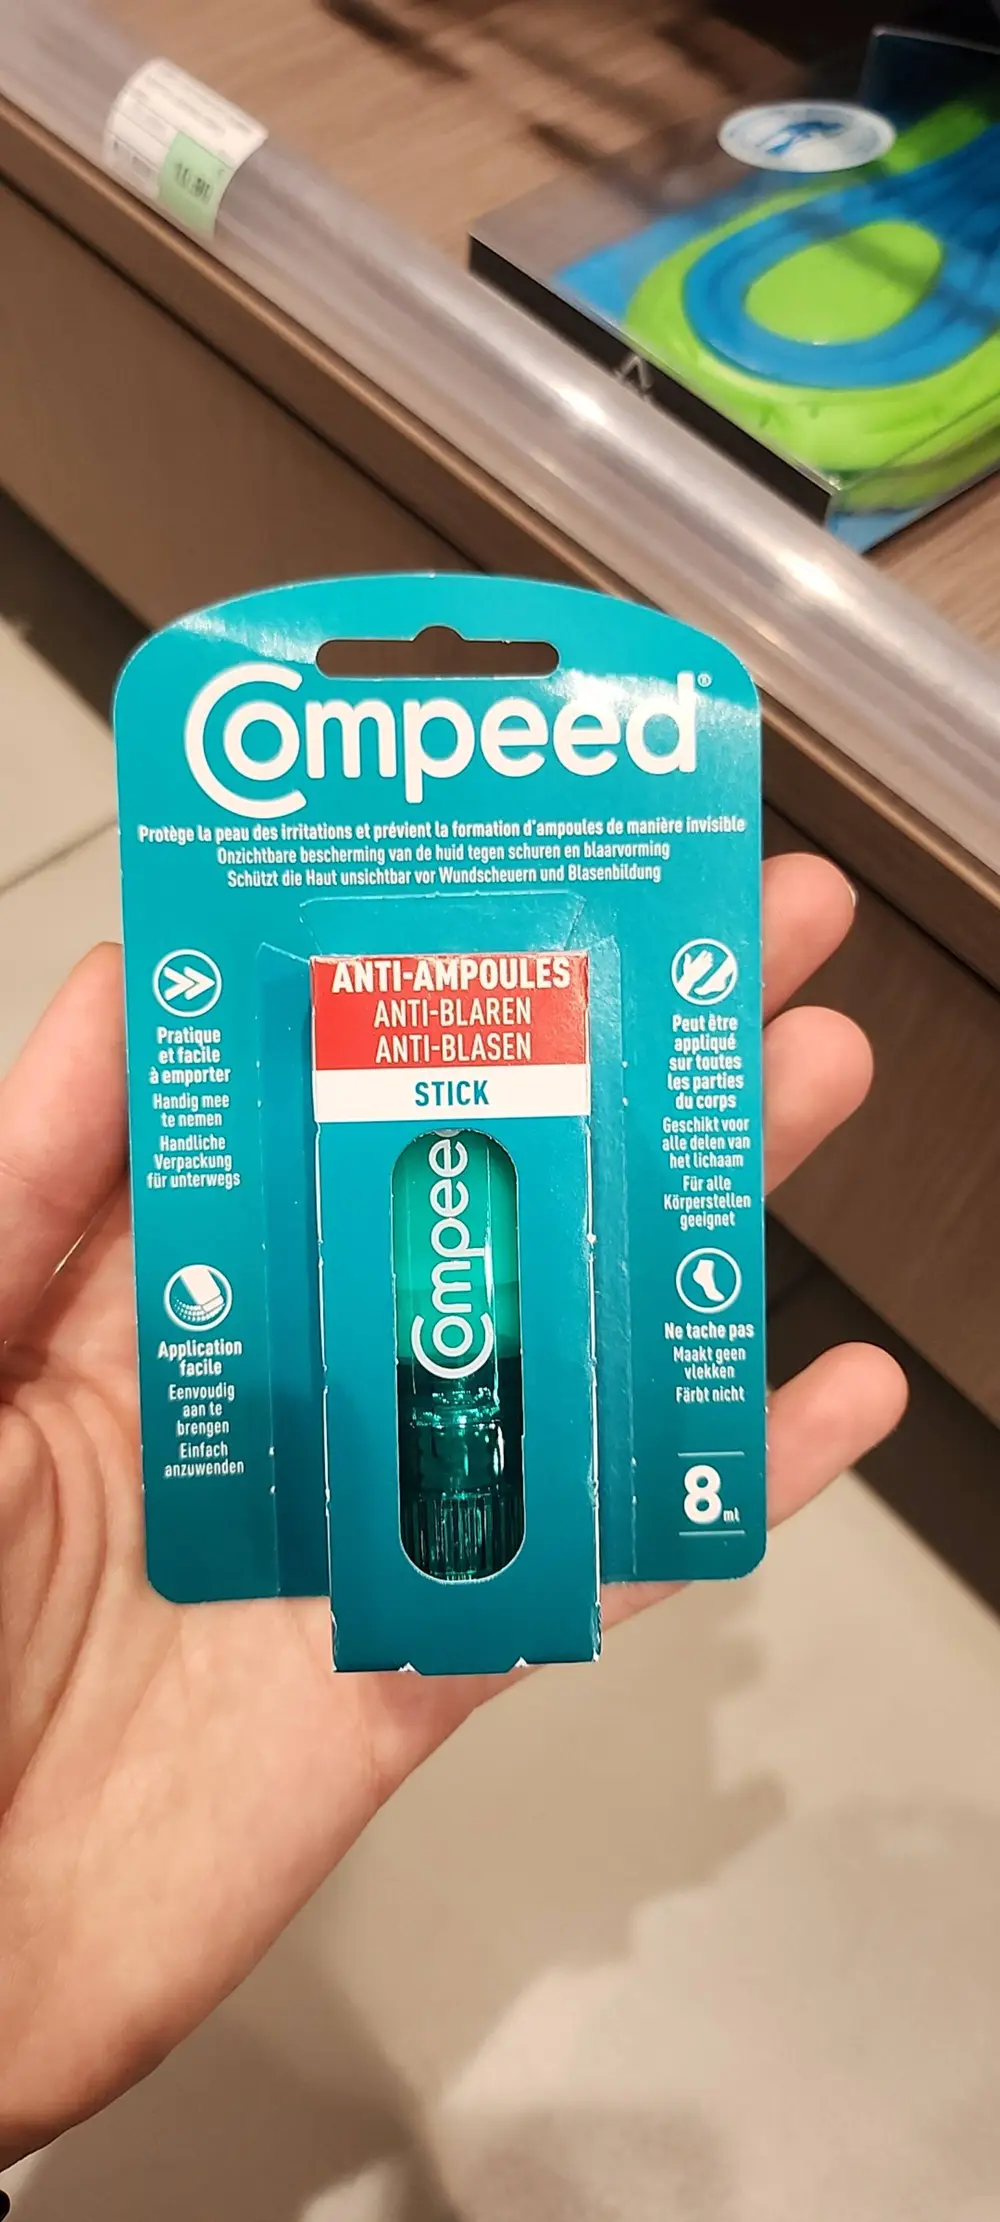 Compeed®
Protège la peau des irritations et prévient la formation d'ampoules de manière invisible
Onzichtbare bescherming van de huid tegen schuren en blaarvorming
Schützt die Haut unsichtbar vor Wundscheuern und Blasenbildung
ANTI-AMPOULES
ANTI-BLAREN
ANTI-BLASEN
STICK
Compee
Pratique
et facile
à emporter
Handig mee
te nemen
Handliche
Verpackung
für unterwegs
Application
facile
Eenvoudig
aan te
brengen
Einfach
anzuwenden
Peut être
appliqué
sur toutes
les parties
du corps
Geschikt voor
alle delen van
het lichaam
Für alle
Körperstellen
geeignet
Ne tache pas
Maakt geen
vlekken
Färbt nicht
8 ml